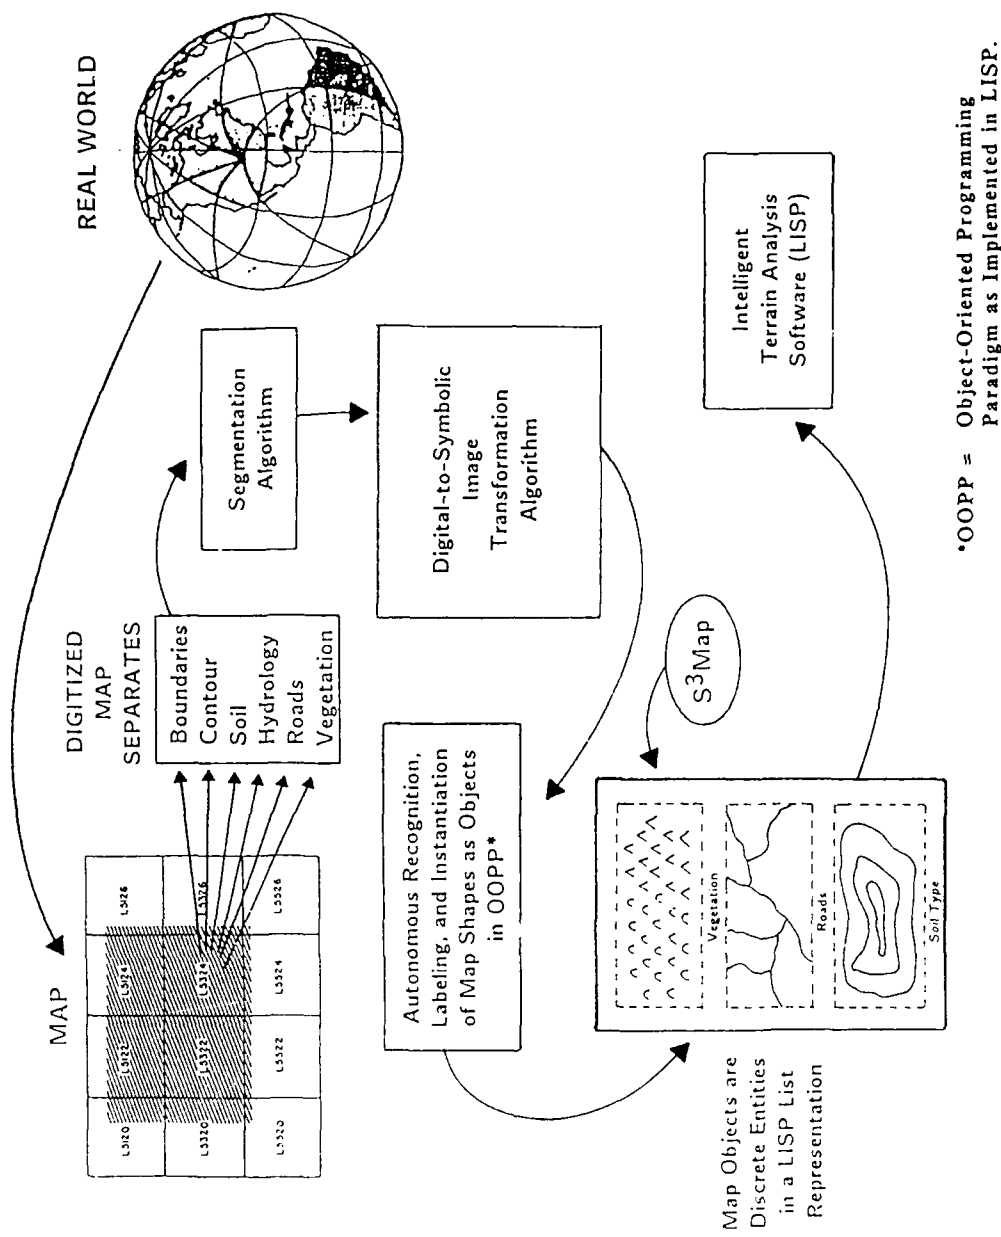 MAP
L5120
L5122
L5124
L5126
L5320
L5322
L5324
L5326
L5520
L5522
L5524
L5526
DIGITIZED
MAP
SEPARATES
Boundaries
Contour
Soil
Hydrology
Roads
Vegetation
REAL WORLD
Segmentation
Algorithm
Digital-to-Symbolic
Image
Transformation
Algorithm
Autonomous Recognition,
Labeling, and Instantiation
of Map Shapes as Objects
in OOPP*
S³Map
Map Objects are
Discrete Entities
in a LISP List
Representation
Vegetation
Roads
Soil Type
Intelligent
Terrain Analysis
Software (LISP)
*OOPP = Object-Oriented Programming
Paradigm as Implemented in LISP.